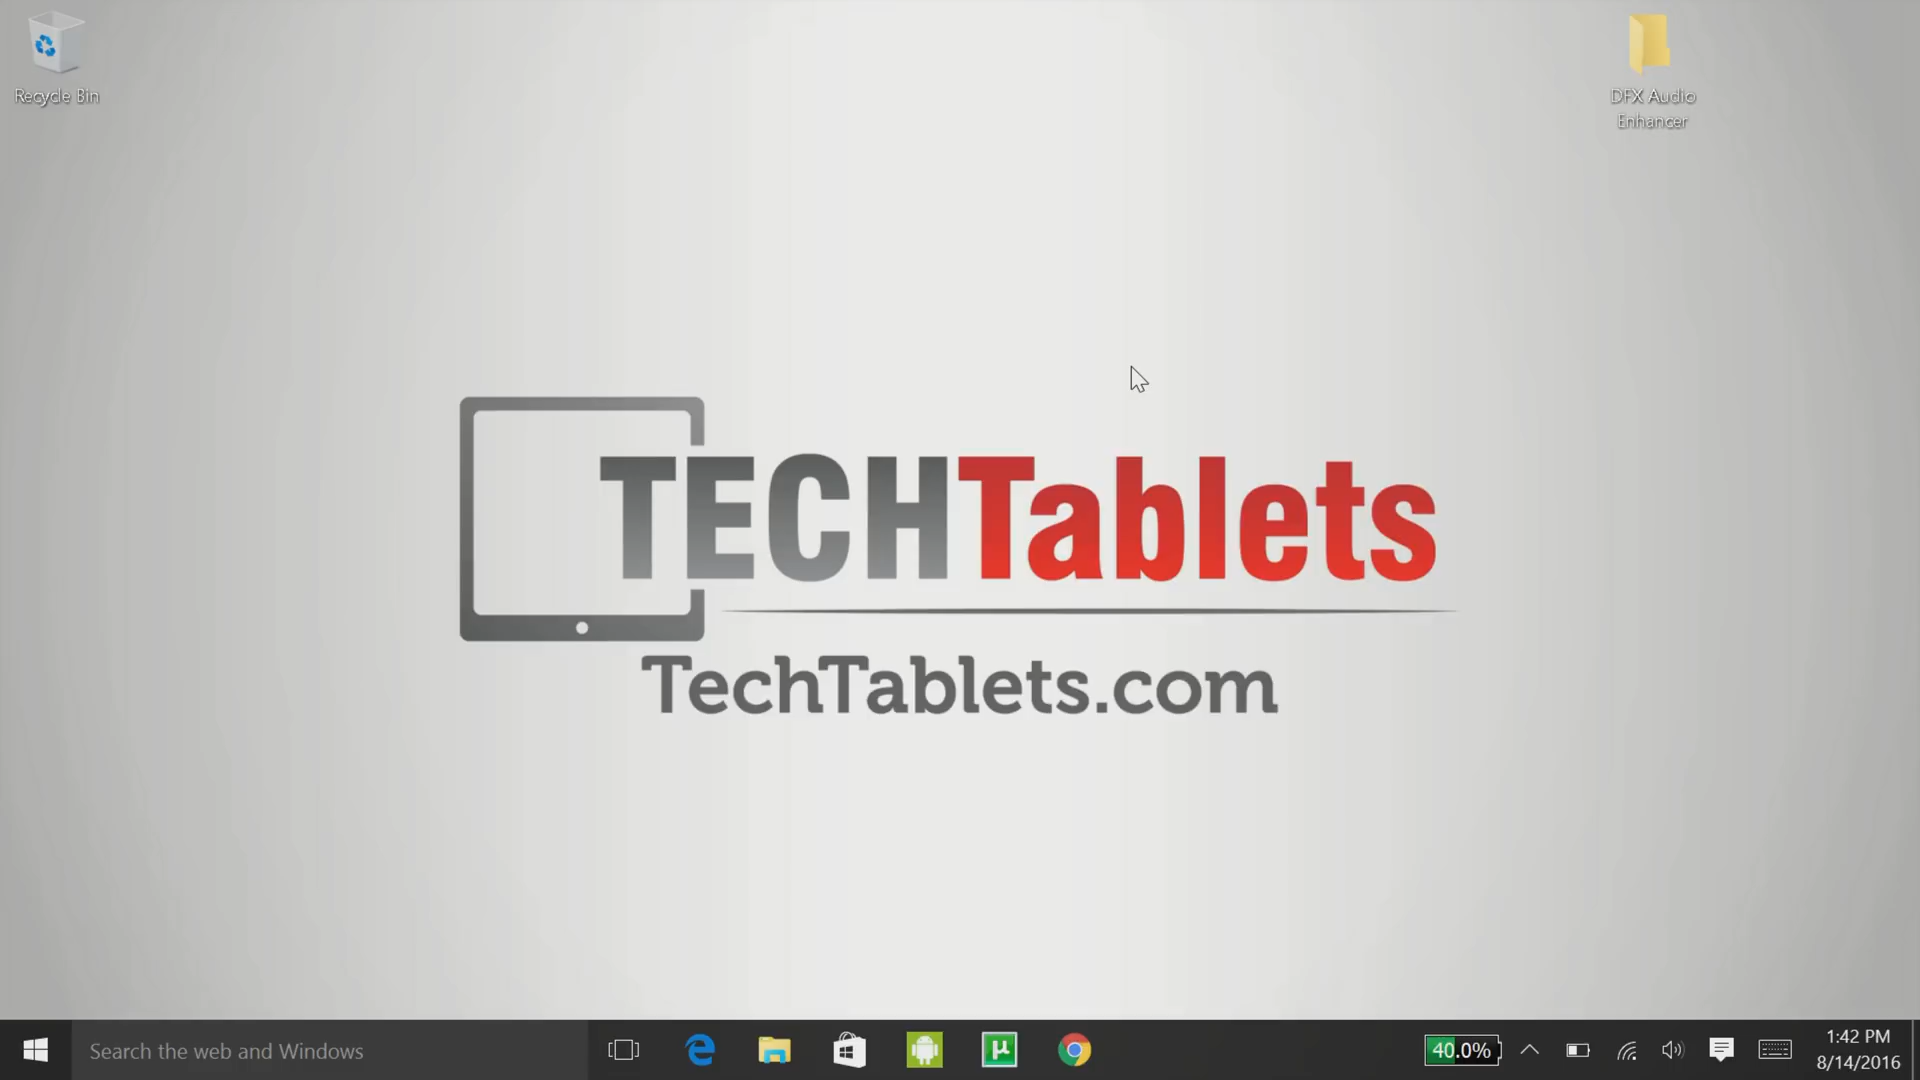 Recycle Bin
DFX Audio
Enhancer
TECHTablets
TechTablets.com
Search the web and Windows
40.0%
1:42 PM
8/14/2016